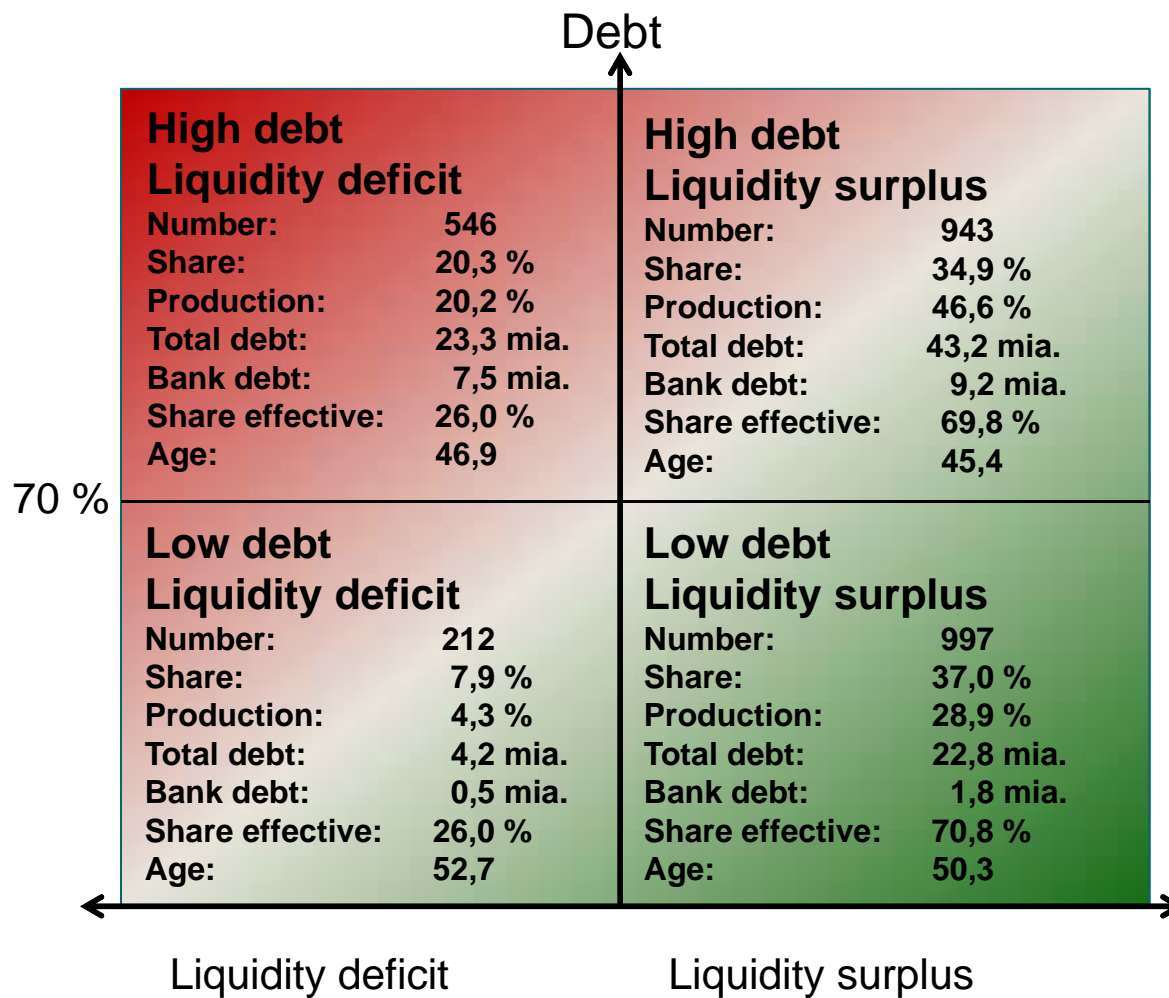 Debt
High debt
Liquidity deficit
Number: 546
Share: 20,3 %
Production: 20,2 %
Total debt: 23,3 mia.
Bank debt: 7,5 mia.
Share effective: 26,0 %
Age: 46,9
High debt
Liquidity surplus
Number: 943
Share: 34,9 %
Production: 46,6 %
Total debt: 43,2 mia.
Bank debt: 9,2 mia.
Share effective: 69,8 %
Age: 45,4
70 %
Low debt
Liquidity deficit
Number: 212
Share: 7,9 %
Production: 4,3 %
Total debt: 4,2 mia.
Bank debt: 0,5 mia.
Share effective: 26,0 %
Age: 52,7
Low debt
Liquidity surplus
Number: 997
Share: 37,0 %
Production: 28,9 %
Total debt: 22,8 mia.
Bank debt: 1,8 mia.
Share effective: 70,8 %
Age: 50,3
Liquidity deficit
Liquidity surplus